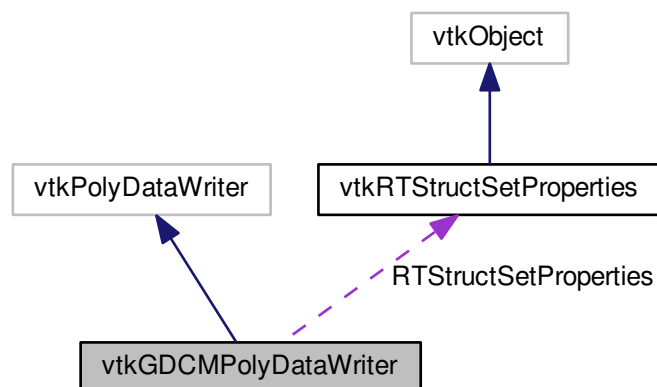 vtkObject
vtkPolyDataWriter
vtkRTStructSetProperties
RTStructSetProperties
vtkGDCMPolyDataWriter